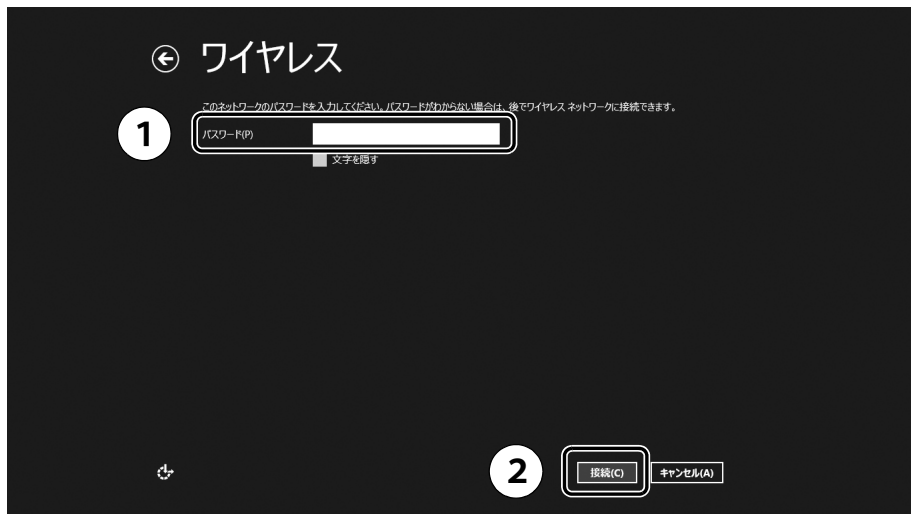 ワイヤレス
このネットワークのパスワードを入力してください。パスワードがわからない場合は、後でワイヤレス ネットワークに接続できます。
1
パスワード(P)
文字を隠す
2
接続(C)
キャンセル(A)